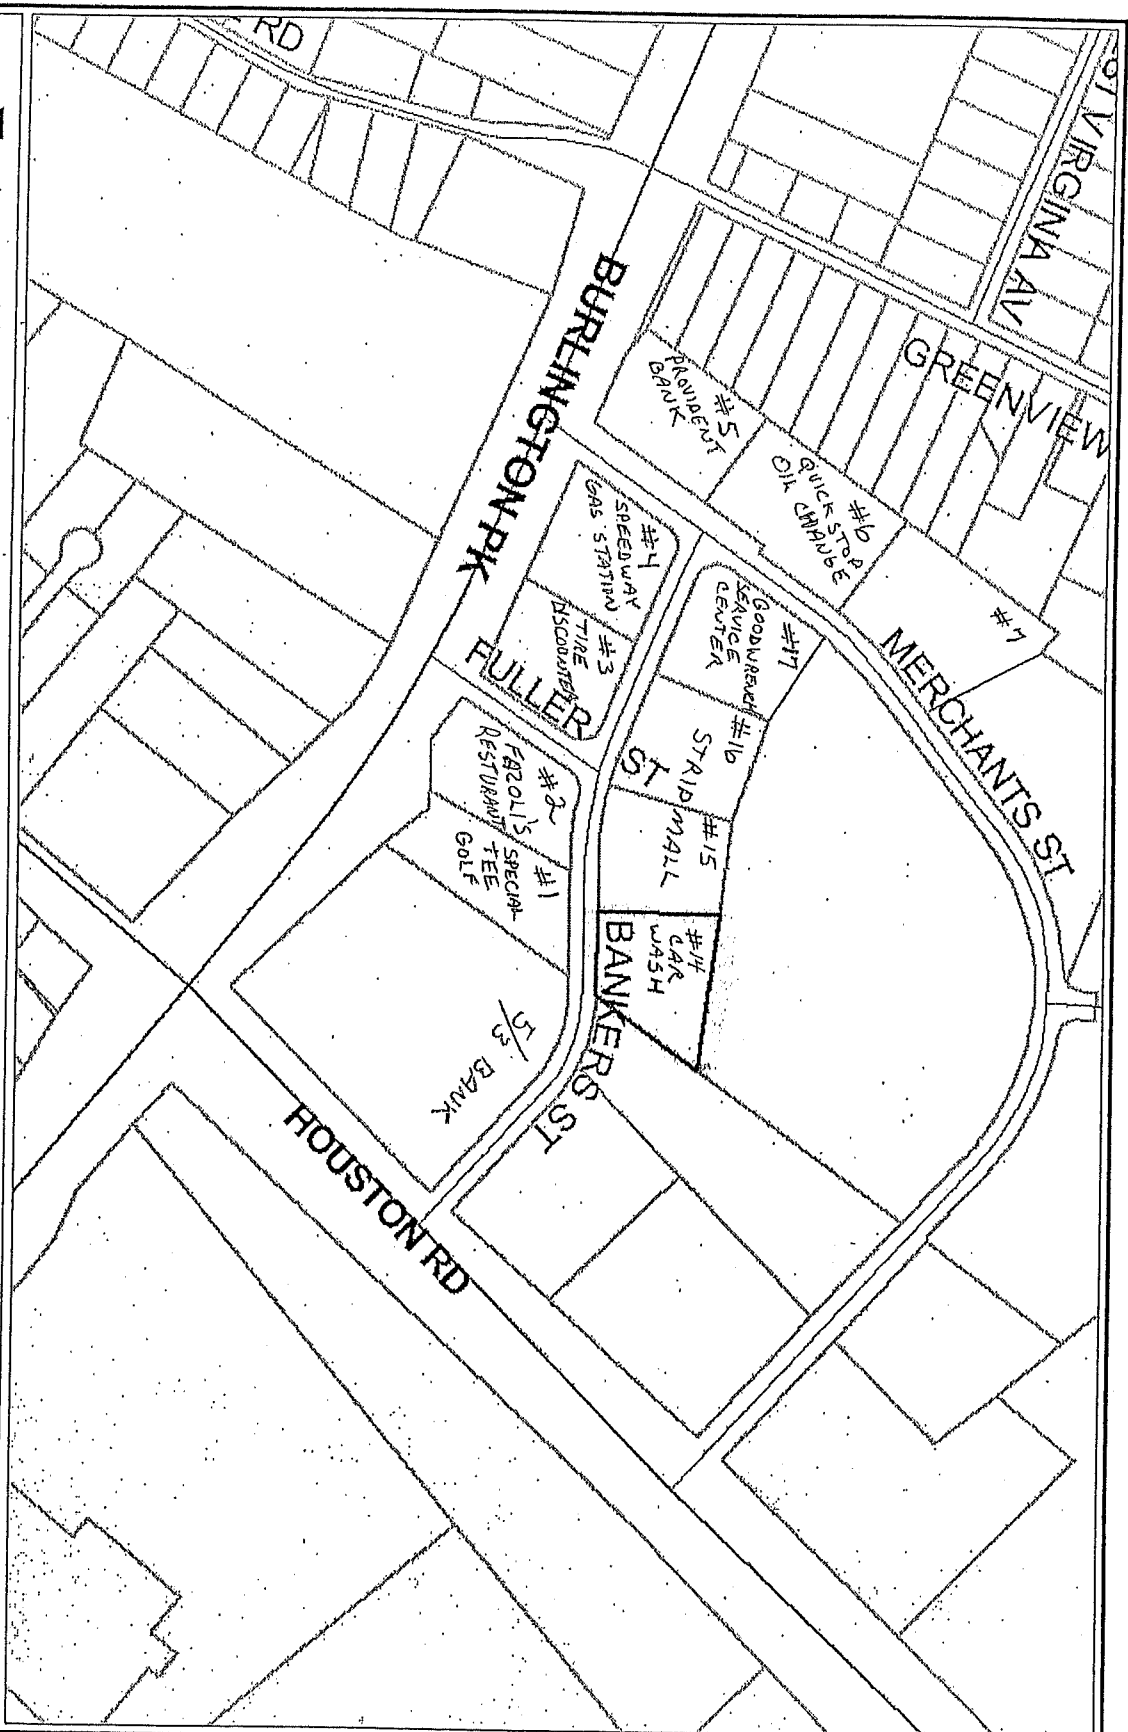 RD
ST VIRGINIA AV
GREENVIEW
BURLINGTON PK
#5
PROVIDENT
BANK
#6
QUICK STOP
OIL CHANGE
#7
MERCHANTS ST
#4
SPEEDWAY
GAS STATION
#3
TIRE
DISCOUNTERS
FULLER
ST
#17
GOODWRENCH
SERVICE
CENTER
#16
#15
STRIP MALL
#14
CAR
WASH
#2
FAZOLI'S
RESTURANT
#1
SPECIAL
TEE
GOLF
5/3 BANK
BANKERS ST
HOUSTON RD